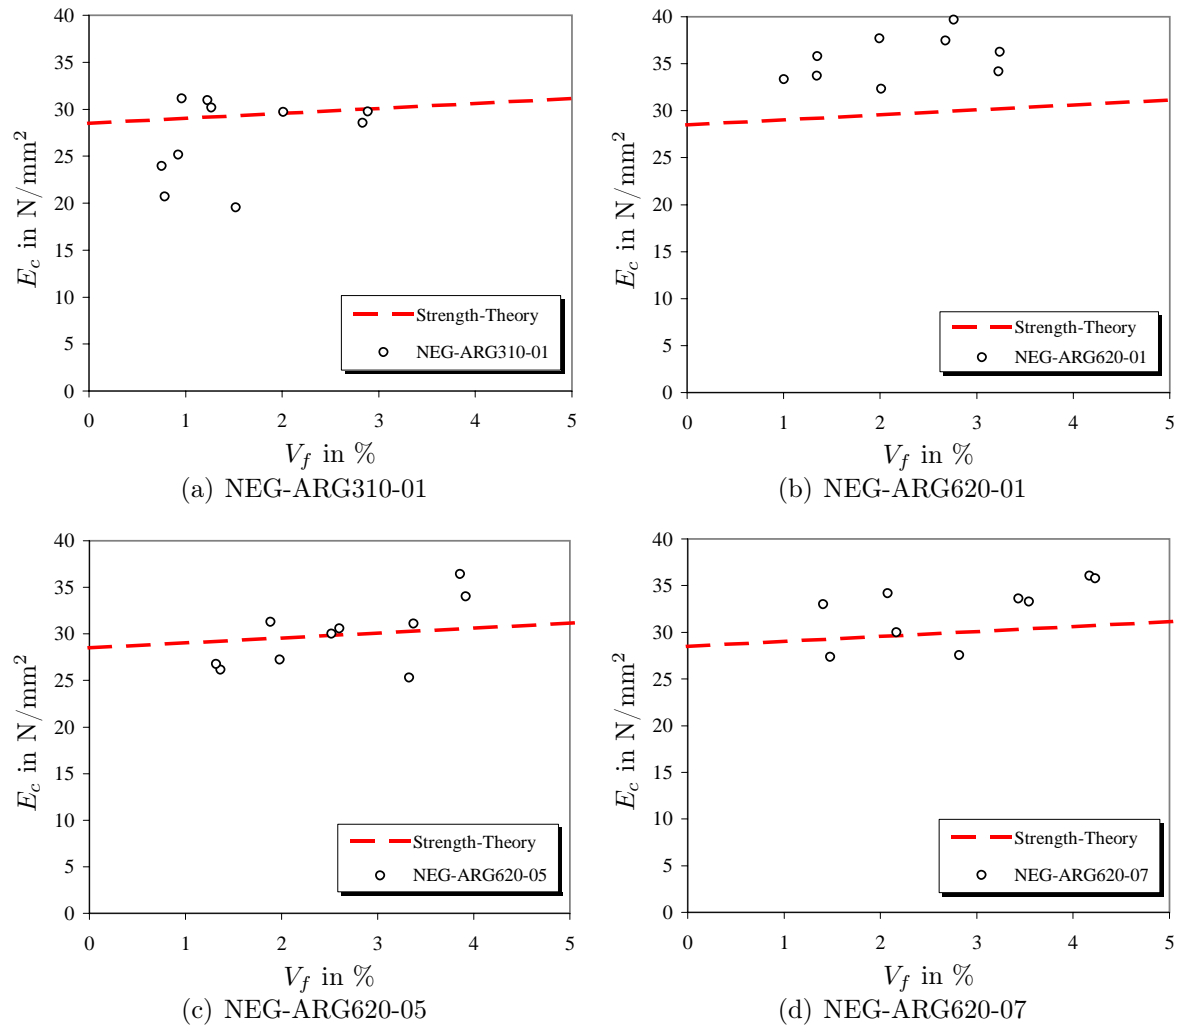 40
35
30
25
20
15
10
5
0
E_c in N/mm²
Strength-Theory
NEG-ARG310-01
0 1 2 3 4 5
V_f in %
(a) NEG-ARG310-01
40
35
30
25
20
15
10
5
0
E_c in N/mm²
Strength-Theory
NEG-ARG620-01
0 1 2 3 4 5
V_f in %
(b) NEG-ARG620-01
40
35
30
25
20
15
10
5
0
E_c in N/mm²
Strength-Theory
NEG-ARG620-05
0 1 2 3 4 5
V_f in %
(c) NEG-ARG620-05
40
35
30
25
20
15
10
5
0
E_c in N/mm²
Strength-Theory
NEG-ARG620-07
0 1 2 3 4 5
V_f in %
(d) NEG-ARG620-07